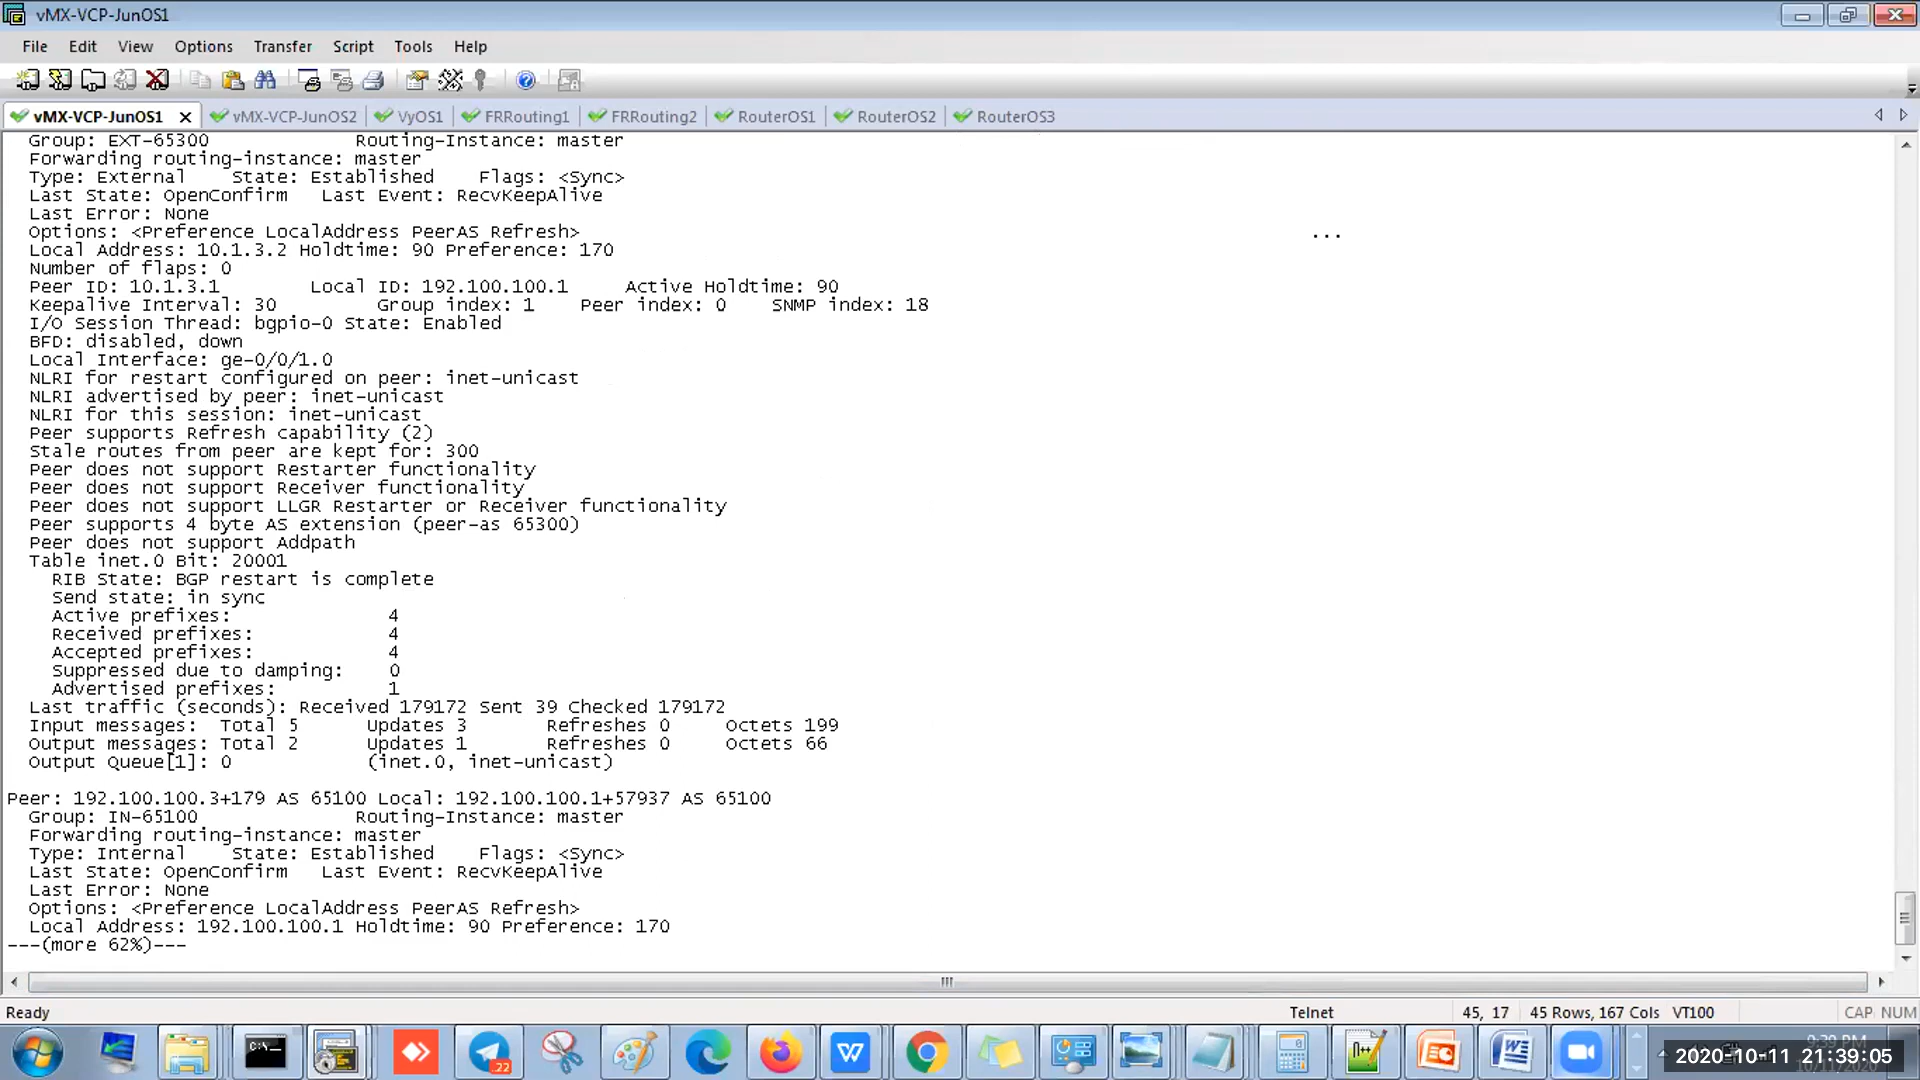 vMX-VCP-JunOS1
File Edit View Options Transfer Script Tools Help
vMX-VCP-JunOS1 vMX-VCP-JunOS2 VyOS1 FRRouting1 FRRouting2 RouterOS1 RouterOS2 RouterOS3
Group: EXT-65300 Routing-Instance: master
Forwarding routing-instance: master
Type: External State: Established Flags: <Sync>
Last State: OpenConfirm Last Event: RecvKeepAlive
Last Error: None
Options: <Preference LocalAddress PeerAS Refresh>
...
Local Address: 10.1.3.2 Holdtime: 90 Preference: 170
Number of flaps: 0
Peer ID: 10.1.3.1 Local ID: 192.100.100.1 Active Holdtime: 90
Keepalive Interval: 30 Group index: 1 Peer index: 0 SNMP index: 18
I/O Session Thread: bgpio-0 State: Enabled
BFD: disabled, down
Local Interface: ge-0/0/1.0
NLRI for restart configured on peer: inet-unicast
NLRI advertised by peer: inet-unicast
NLRI for this session: inet-unicast
Peer supports Refresh capability (2)
Stale routes from peer are kept for: 300
Peer does not support Restarter functionality
Peer does not support Receiver functionality
Peer does not support LLGR Restarter or Receiver functionality
Peer supports 4 byte AS extension (peer-as 65300)
Peer does not support Addpath
Table inet.0 Bit: 20001
RIB State: BGP restart is complete
Send state: in sync
Active prefixes: 4
Received prefixes: 4
Accepted prefixes: 4
Suppressed due to damping: 0
Advertised prefixes: 1
Last traffic (seconds): Received 179172 Sent 39 Checked 179172
Input messages: Total 5 Updates 3 Refreshes 0 Octets 199
Output messages: Total 2 Updates 1 Refreshes 0 Octets 66
Output Queue[1]: 0 (inet.0, inet-unicast)
Peer: 192.100.100.3+179 AS 65100 Local: 192.100.100.1+57937 AS 65100
Group: IN-65100 Routing-Instance: master
Forwarding routing-instance: master
Type: Internal State: Established Flags: <Sync>
Last State: OpenConfirm Last Event: RecvKeepAlive
Last Error: None
Options: <Preference LocalAddress PeerAS Refresh>
Local Address: 192.100.100.1 Holdtime: 90 Preference: 170
---(more 62%)---
Ready Telnet 45, 17 45 Rows, 167 Cols VT100 CAP NUM
22
9:39 PM
2020-10-11 21:39:05